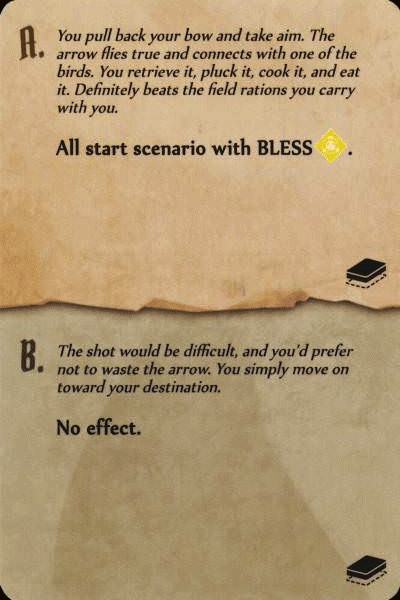 A. You pull back your bow and take aim. The
arrow flies true and connects with one of the
birds. You retrieve it, pluck it, cook it, and eat
it. Definitely beats the field rations you carry
with you.
All start scenario with BLESS .
B. The shot would be difficult, and you'd prefer
not to waste the arrow. You simply move on
toward your destination.
No effect.